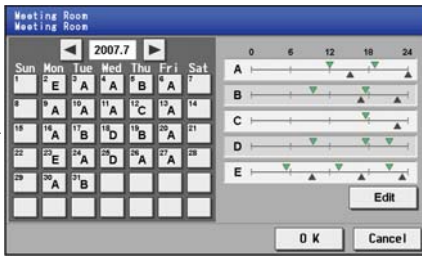 Meeting Room
Meeting Room
2007.7
Sun Mon Tue Wed Thu Fri Sat
1 2 E 3 A 4 A 5 B 6 A 7
8 9 A 10 A 11 A 12 C 13 A 14
15 16 A 17 B 18 D 19 B 20 A 21
22 23 E 24 A 25 D 26 A 27 A 28
29 30 A 31 B
0 6 12 18 24
A
B
C
D
E
Edit
OK Cancel